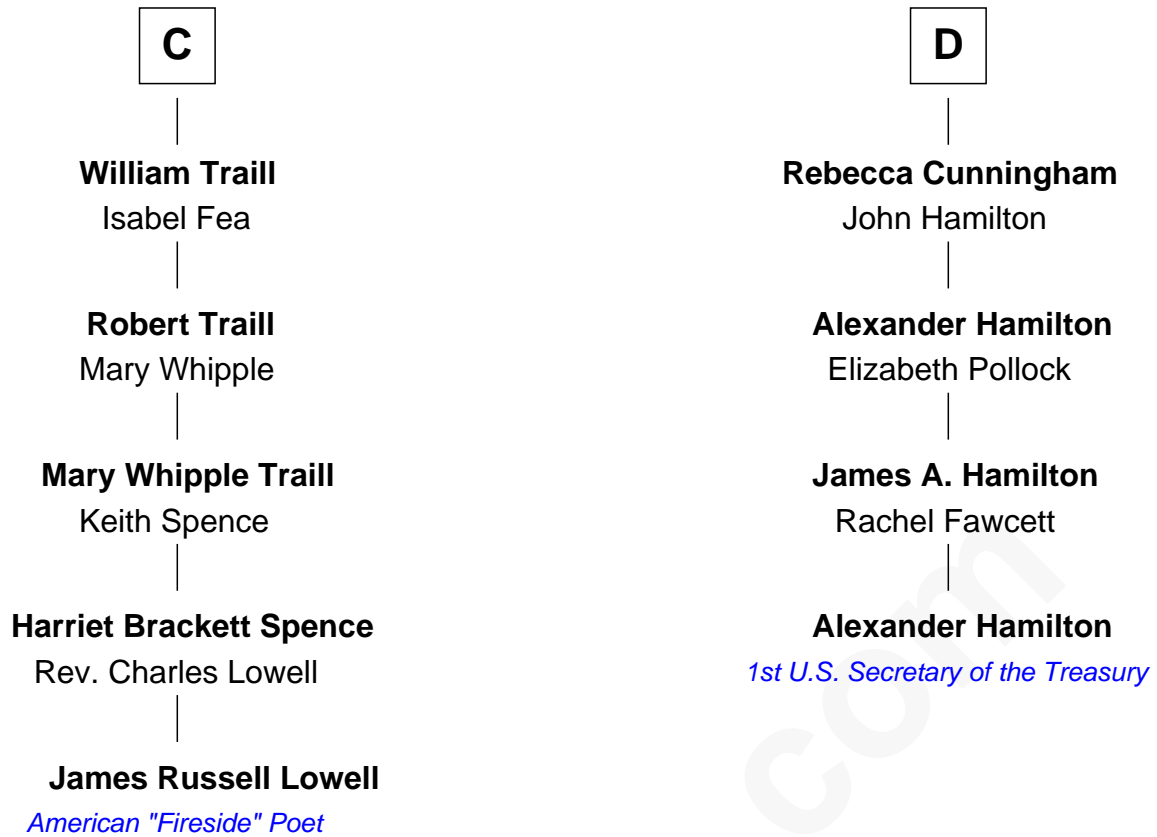 C
William Traill
Isabel Fea
Robert Traill
Mary Whipple
Mary Whipple Traill
Keith Spence
Harriet Brackett Spence
Rev. Charles Lowell
James Russell Lowell
American "Fireside" Poet
D
Rebecca Cunningham
John Hamilton
Alexander Hamilton
Elizabeth Pollock
James A. Hamilton
Rachel Fawcett
Alexander Hamilton
1st U.S. Secretary of the Treasury
com